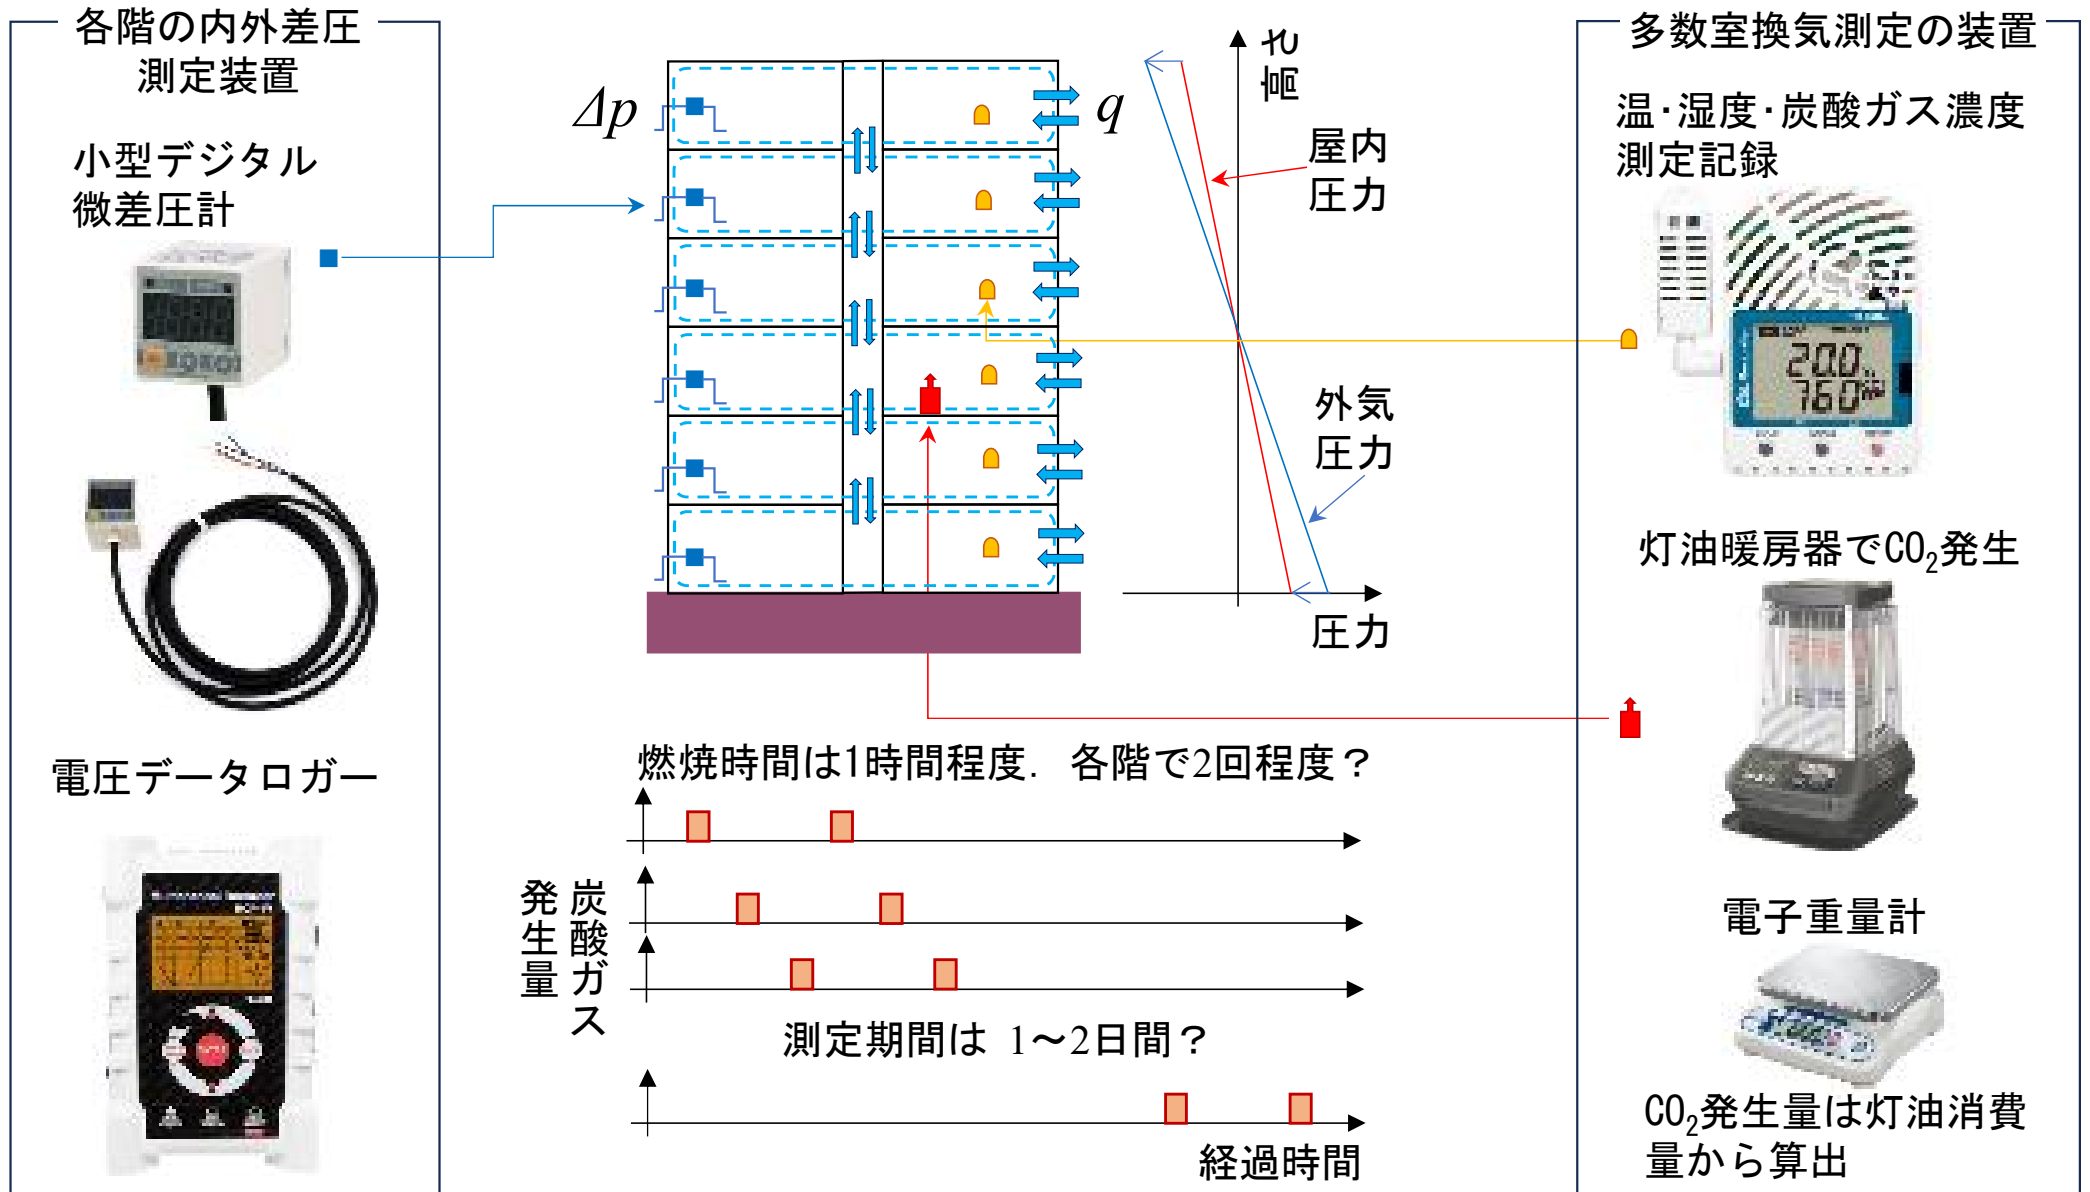 各階の内外差圧
測定装置
小型デジタル
微差圧計
電圧データロガー
Δp
q
高さ
屋内
圧力
外気
圧力
圧力
燃焼時間は1時間程度. 各階で2回程度？
炭酸ガス
発生量
測定期間は 1～2日間？
経過時間
多数室換気測定の装置
温・湿度・炭酸ガス濃度
測定記録
20.0
760
灯油暖房器でCO₂発生
電子重量計
CO₂発生量は灯油消費
量から算出